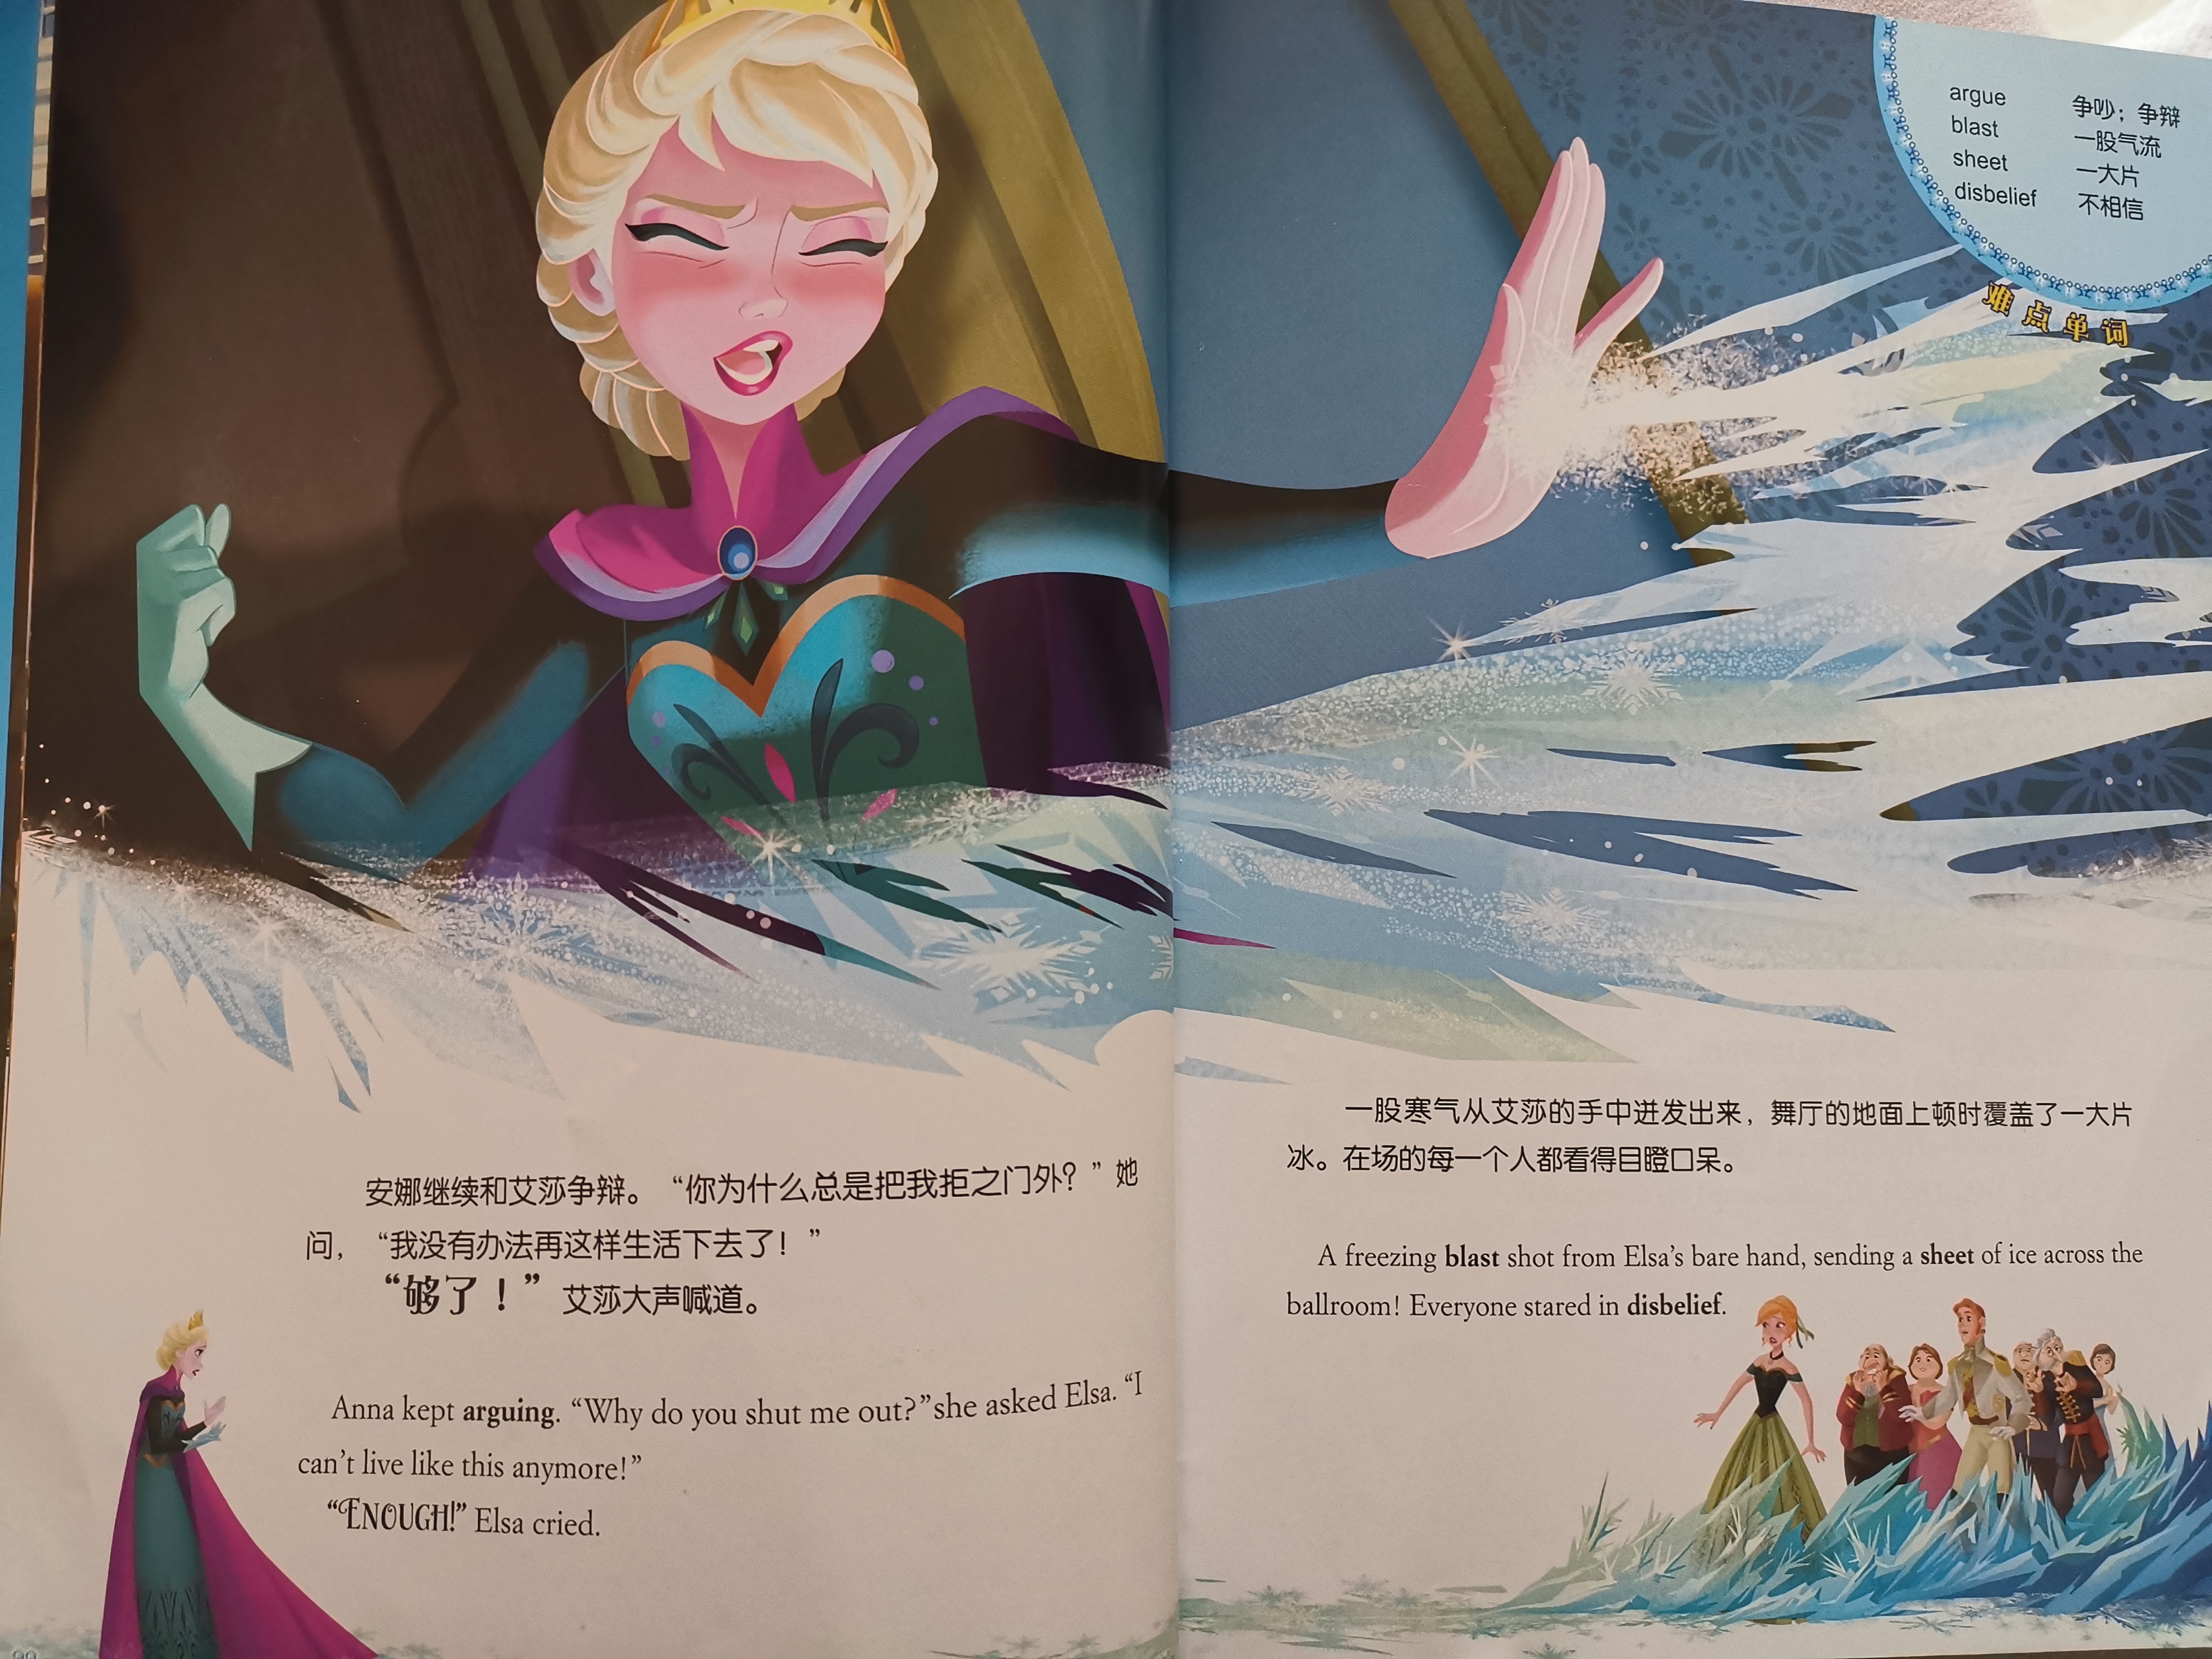 安娜继续和艾莎争辩。“你为什么总是把我拒之门外？”她
问，“我没有办法再这样生活下去了！”
“够了！”艾莎大声喊道。
Anna kept arguing. “Why do you shut me out?”she asked Elsa. “I
can’t live like this anymore!”
“ENOUGH!” Elsa cried.
argue 争吵；争辩
blast 一股气流
sheet 一大片
disbelief 不相信
难点单词
一股寒气从艾莎的手中迸发出来，舞厅的地面上顿时覆盖了一大片
冰。在场的每一个人都看得目瞪口呆。
A freezing blast shot from Elsa’s bare hand, sending a sheet of ice across the
ballroom! Everyone stared in disbelief.